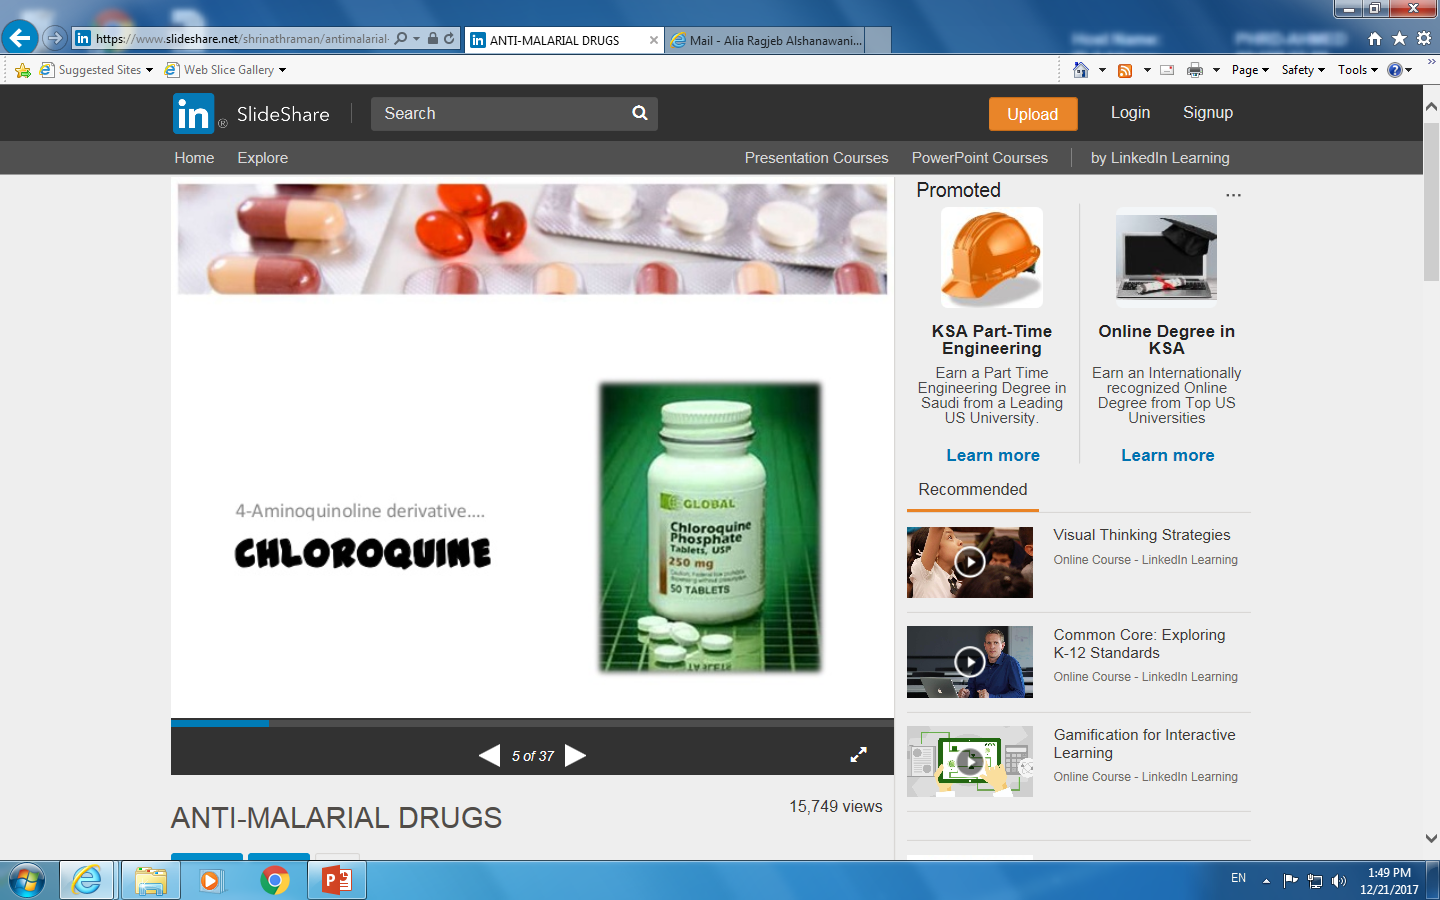 https://www.slideshare.net/shrinathraman/antimalarial-
ANTI-MALARIAL DRUGS
Mail - Alia Ragjeb Alshanawani...
Host Name:
Suggested Sites
Web Slice Gallery
Page
Safety
Tools
in® SlideShare
Search
Upload
Login
Signup
Home
Explore
Presentation Courses
PowerPoint Courses
by LinkedIn Learning
4-Aminoquinoline derivative....
CHLOROQUINE
GLOBAL
Chloroquine
Phosphate
Tablets, USP
250 mg
50 TABLETS
5 of 37
ANTI-MALARIAL DRUGS
15,749 views
Promoted
...
KSA Part-Time
Engineering
Earn a Part Time
Engineering Degree in
Saudi from a Leading
US University.
Learn more
Online Degree in
KSA
Earn an Internationally
recognized Online
Degree from Top US
Universities
Learn more
Recommended
Visual Thinking Strategies
Online Course - LinkedIn Learning
Common Core: Exploring
K-12 Standards
Online Course - LinkedIn Learning
Gamification for Interactive
Learning
Online Course - LinkedIn Learning
EN
1:49 PM
12/21/2017